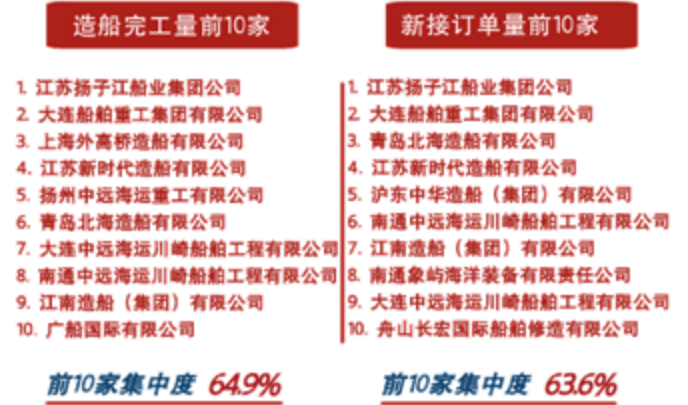 造船完工量前10家
1. 江苏扬子江船业集团公司
2. 大连船舶重工集团有限公司
3. 上海外高桥造船有限公司
4. 江苏新时代造船有限公司
5. 扬州中远海运重工有限公司
6. 青岛北海造船有限公司
7. 大连中远海运川崎船舶工程有限公司
8. 南通中远海运川崎船舶工程有限公司
9. 江南造船（集团）有限公司
10. 广船国际有限公司
前10家集中度 64.9%
新接订单量前10家
1. 江苏扬子江船业集团公司
2. 大连船舶重工集团有限公司
3. 青岛北海造船有限公司
4. 江苏新时代造船有限公司
5. 沪东中华造船（集团）有限公司
6. 南通中远海运川崎船舶工程有限公司
7. 江南造船（集团）有限公司
8. 南通象屿海洋装备有限责任公司
9. 大连中远海运川崎船舶工程有限公司
10. 舟山长宏国际船舶修造有限公司
前10家集中度 63.6%